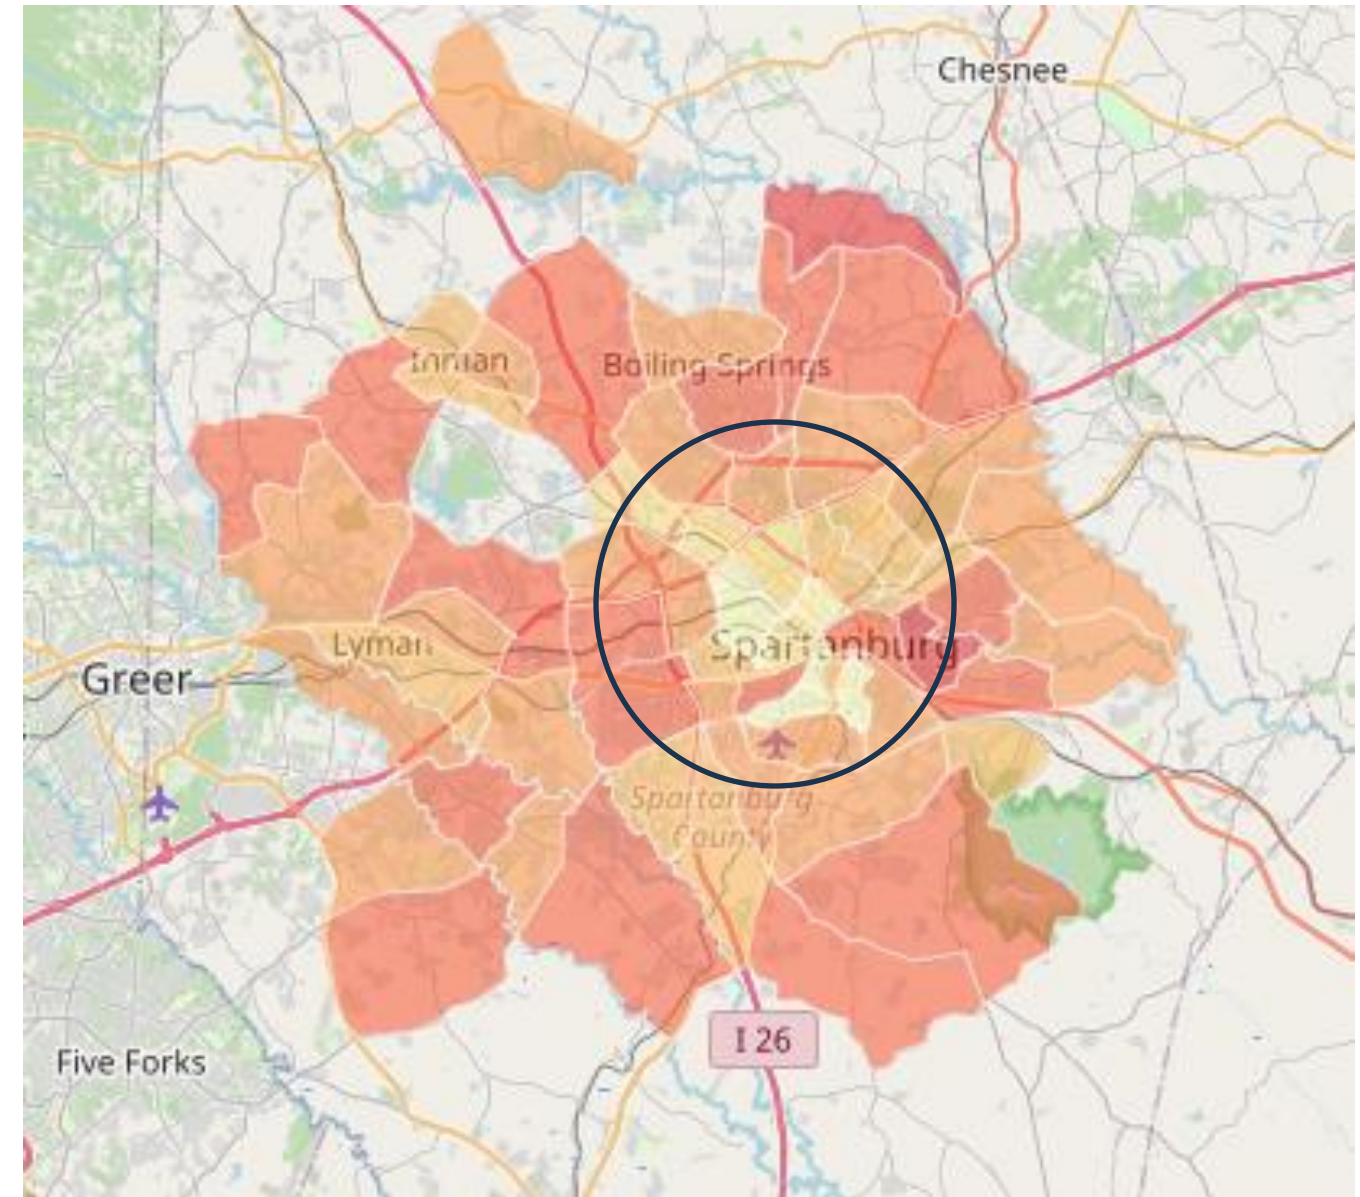 Chesnee
Inman
Boiling Springs
Lyman
Spartanburg
Greer
Spartanburg
County
I 26
Five Forks